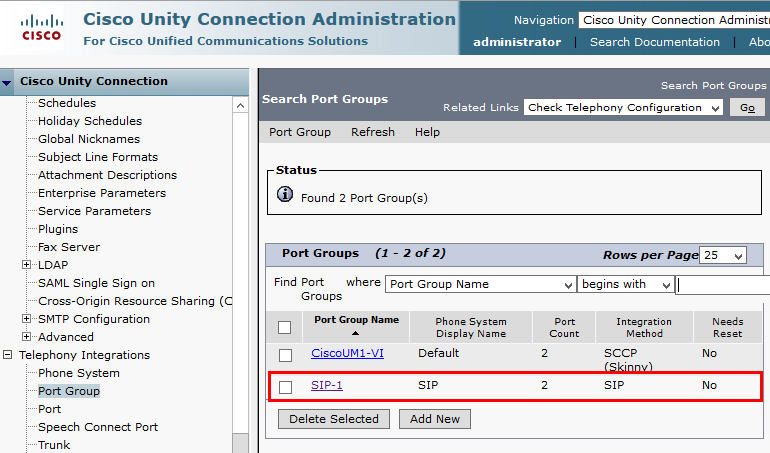 CISCO
Cisco Unity Connection Administration
For Cisco Unified Communications Solutions
Navigation Cisco Unity Connection Administr
administrator | Search Documentation | Abo
Cisco Unity Connection
Schedules
Holiday Schedules
Global Nicknames
Subject Line Formats
Attachment Descriptions
Enterprise Parameters
Service Parameters
Plugins
Fax Server
LDAP
SAML Single Sign on
Cross-Origin Resource Sharing (C
SMTP Configuration
Advanced
Telephony Integrations
Phone System
Port Group
Port
Speech Connect Port
Trunk
Search Port Groups
Search Port Groups
Related Links Check Telephony Configuration Go
Port Group Refresh Help
Status
Found 2 Port Group(s)
Port Groups (1 - 2 of 2) Rows per Page 25
Find Port Groups where Port Group Name begins with
Port Group Name Phone System Display Name Port Count Integration Method Needs Reset
CiscoUM1-VI Default 2 SCCP (Skinny) No
SIP-1 SIP 2 SIP No
Delete Selected Add New